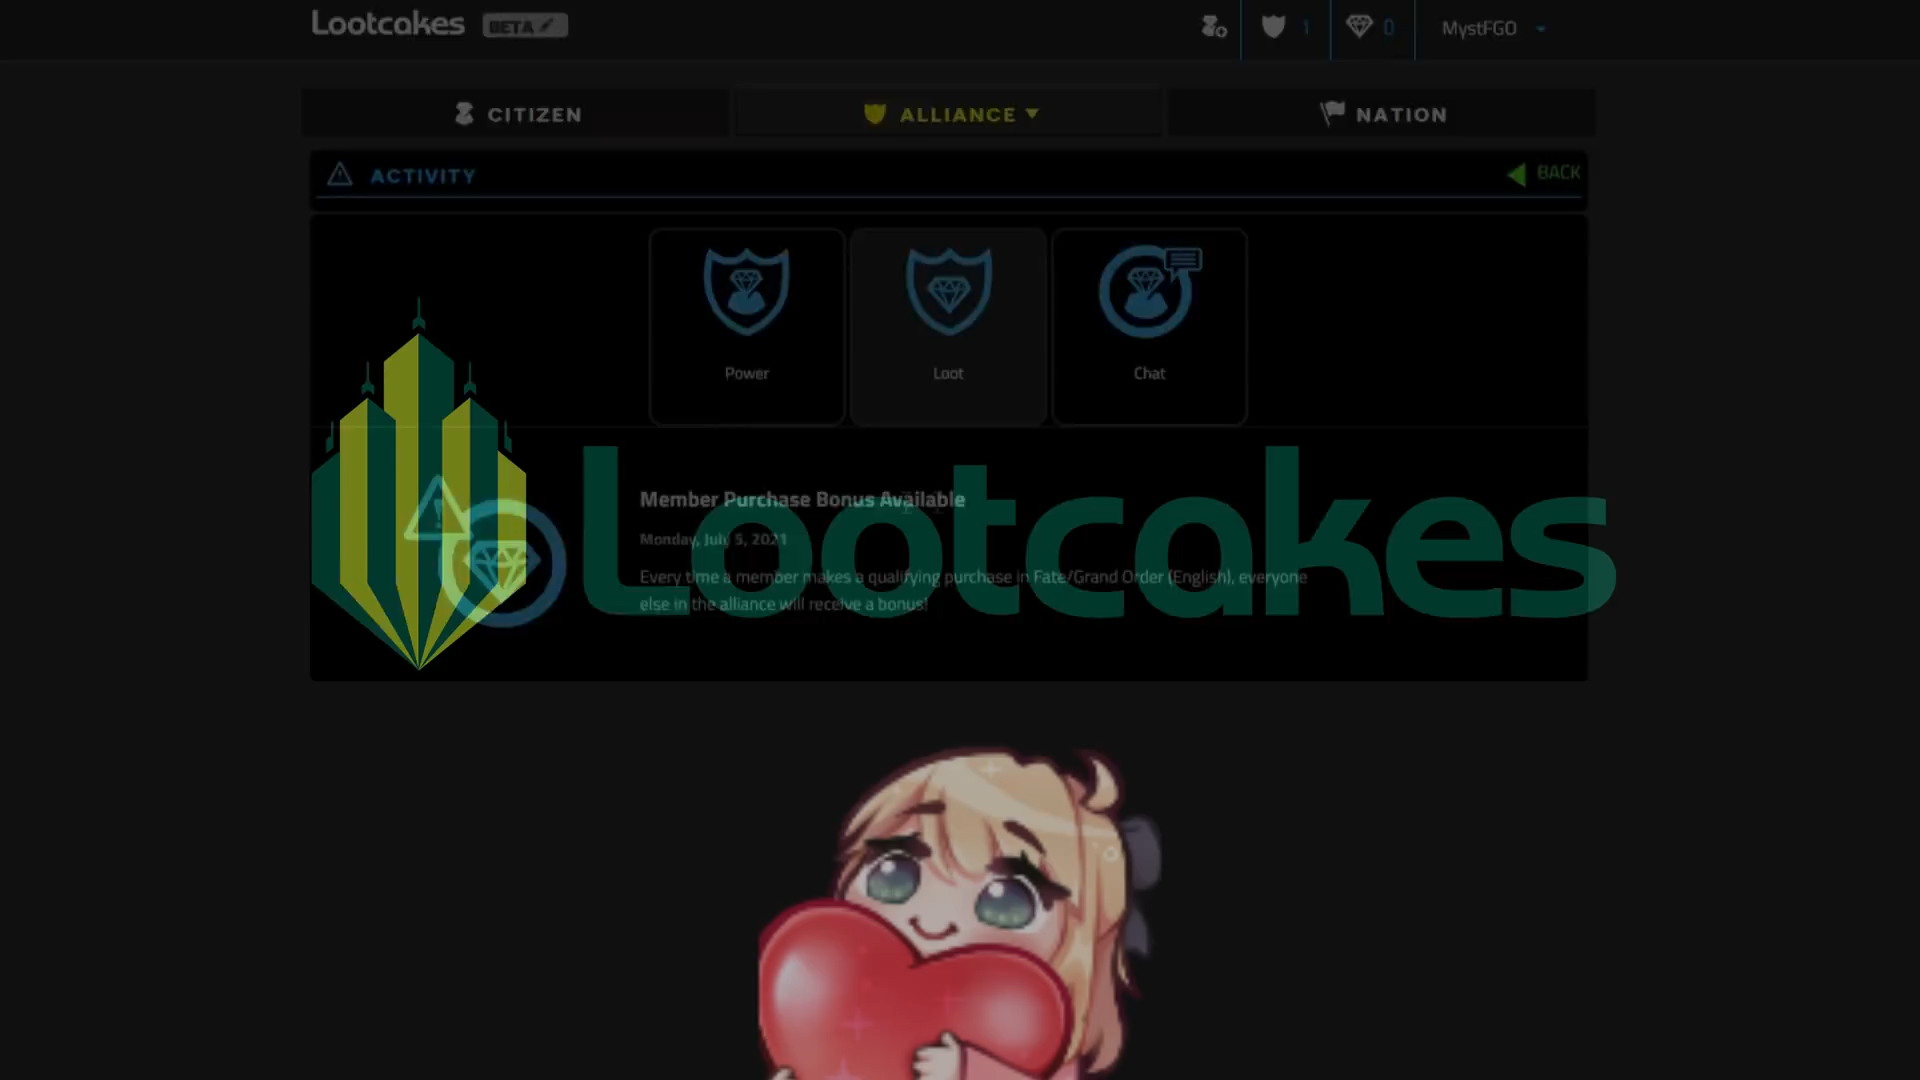 Lootcakes BETA
1
0
MystFGO
CITIZEN
ALLIANCE
NATION
ACTIVITY
BACK
Power
Loot
Chat
Lootcakes
Member Purchase Bonus Available
Monday, July 5, 2021
Every time a member makes a qualifying purchase in Fate/Grand Order (English), everyone
else in the alliance will receive a bonus!